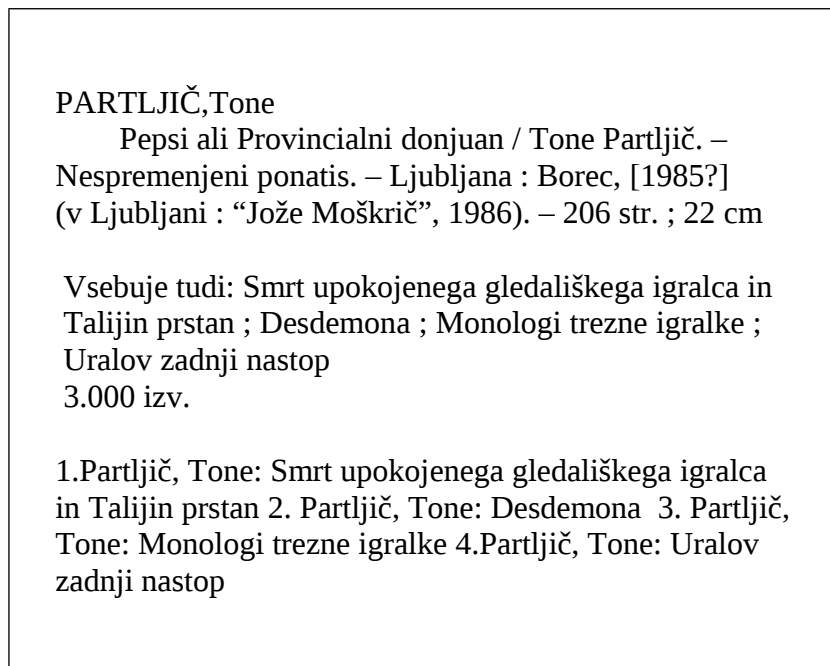 PARTLJIČ,Tone
Pepsi ali Provincialni donjuan / Tone Partljič. –
Nespremenjeni ponatis. – Ljubljana : Borec, [1985?]
(v Ljubljani : “Jože Moškrič”, 1986). – 206 str. ; 22 cm
Vsebuje tudi: Smrt upokojenega gledališkega igralca in
Talijin prstan ; Desdemona ; Monologi trezne igralke ;
Uralov zadnji nastop
3.000 izv.
1.Partljič, Tone: Smrt upokojenega gledališkega igralca
in Talijin prstan 2. Partljič, Tone: Desdemona  3. Partljič,
Tone: Monologi trezne igralke 4.Partljič, Tone: Uralov
zadnji nastop